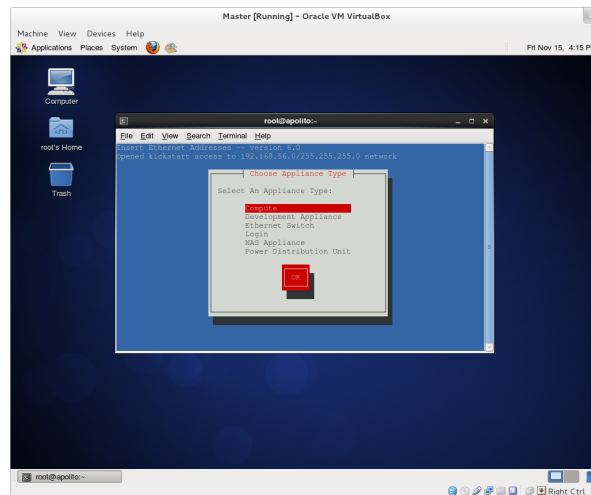 Master [Running] – Oracle VM VirtualBox
Machine View Devices Help
Applications Places System
Fri Nov 15, 4:15 P
Computer
root's Home
Trash
root@apolito:~
File Edit View Search Terminal Help
Insert Ethernet Addresses -- version 6.0
Opened kickstart access to 192.168.56.0/255.255.255.0 network
Choose Appliance Type
Select An Appliance Type:
Compute
Development Appliance
Ethernet Switch
Login
NAS Appliance
Power Distribution Unit
OK
root@apolito:~
Right Ctrl